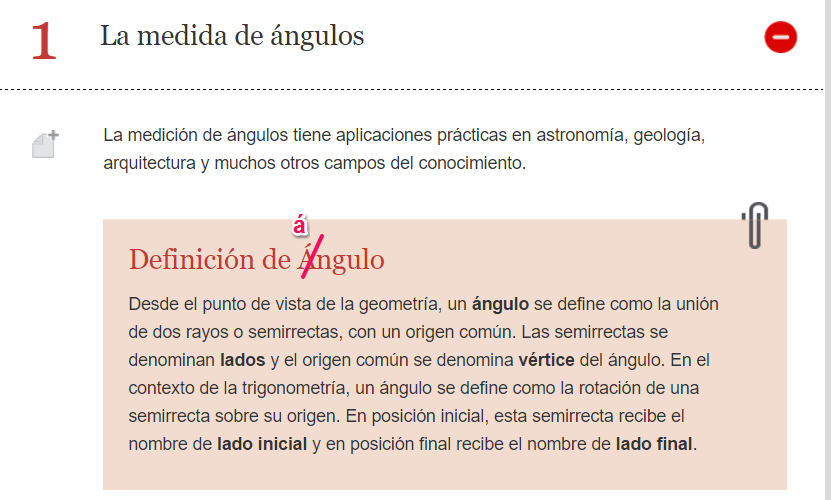 1 La medida de ángulos
La medición de ángulos tiene aplicaciones prácticas en astronomía, geología,
arquitectura y muchos otros campos del conocimiento.
á
Definición de Ángulo
Desde el punto de vista de la geometría, un ángulo se define como la unión
de dos rayos o semirrectas, con un origen común. Las semirrectas se
denominan lados y el origen común se denomina vértice del ángulo. En el
contexto de la trigonometría, un ángulo se define como la rotación de una
semirrecta sobre su origen. En posición inicial, esta semirrecta recibe el
nombre de lado inicial y en posición final recibe el nombre de lado final.